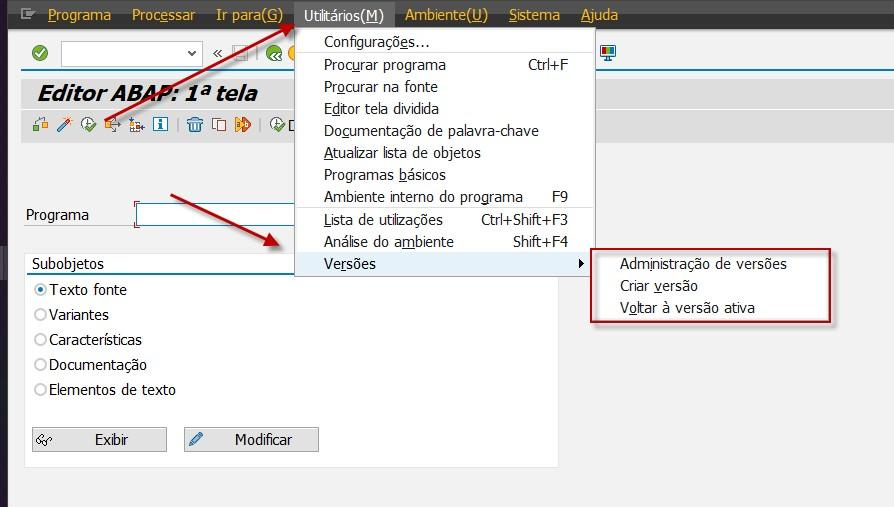 Programa Processar Ir para(G) Utilitários(M) Ambiente(U) Sistema Ajuda
Configurações...
Procurar programa Ctrl+F
Procurar na fonte
Editor tela dividida
Documentação de palavra-chave
Atualizar lista de objetos
Programas básicos
Ambiente interno do programa F9
Lista de utilizações Ctrl+Shift+F3
Análise do ambiente Shift+F4
Versões
Administração de versões
Criar versão
Voltar à versão ativa
Editor ABAP: 1ª tela
Programa
Subobjetos
Texto fonte
Variantes
Características
Documentação
Elementos de texto
Exibir Modificar